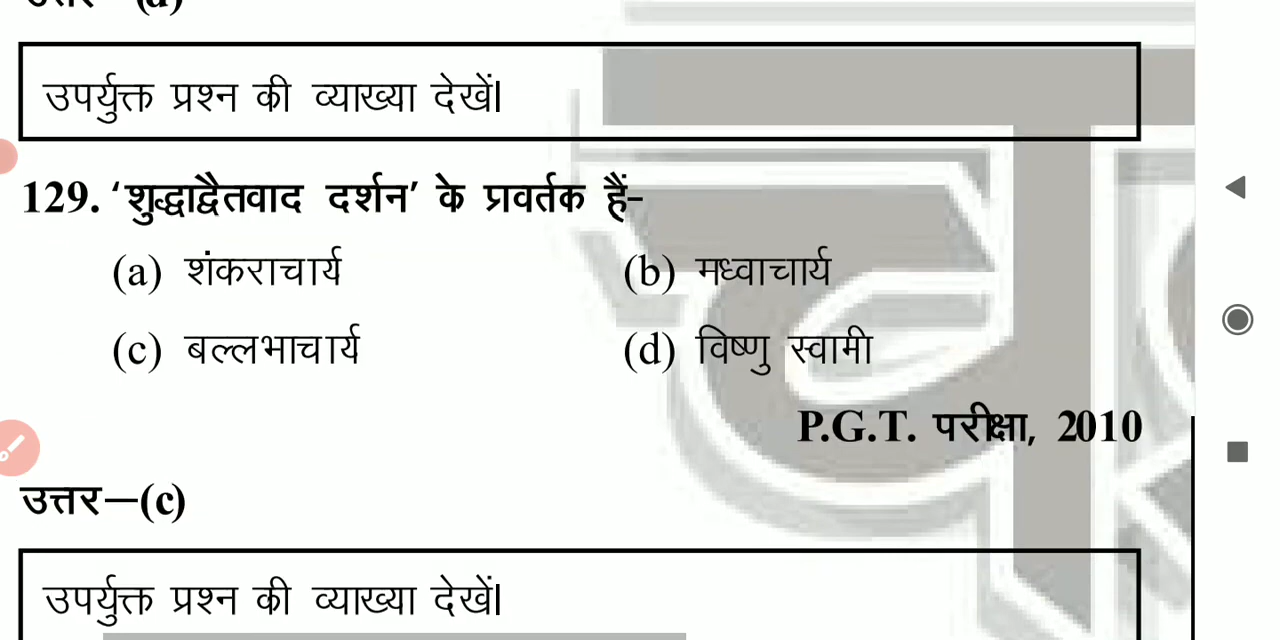 उपर्युक्त प्रश्न की व्याख्या देखें।
129. ‘शुद्धाद्वैतवाद दर्शन’ के प्रवर्तक हैं-
(a) शंकराचार्य (b) मध्वाचार्य
(c) बल्लभाचार्य (d) विष्णु स्वामी
P.G.T. परीक्षा, 2010
उत्तर—(c)
उपर्युक्त प्रश्न की व्याख्या देखें।